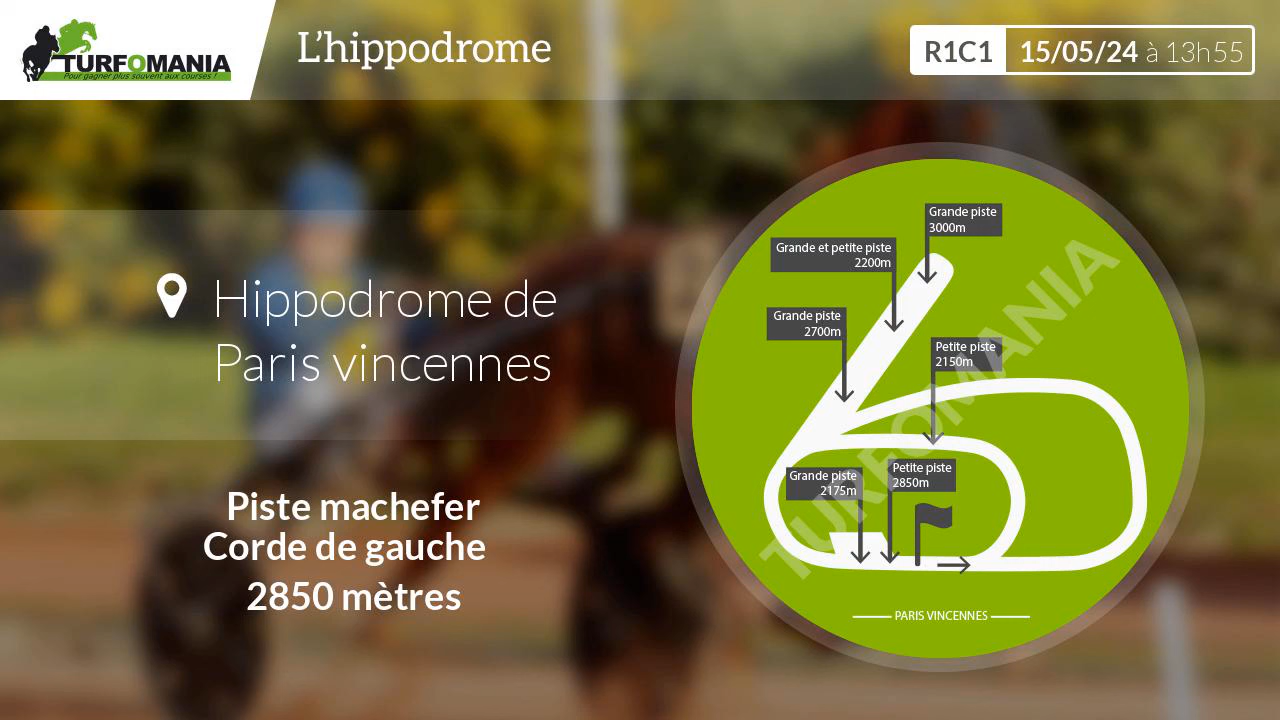 TURFOMANIA
Pour gagner plus souvent aux courses !
L'hippodrome
R1C1 15/05/24 à 13h55
Hippodrome de
Paris vincennes
Piste machefer
Corde de gauche
2850 mètres
Grande piste
3000m
Grande et petite piste
2200m
Grande piste
2700m
Petite piste
2150m
Grande piste
2175m
Petite piste
2850m
TURFOMANIA
PARIS VINCENNES